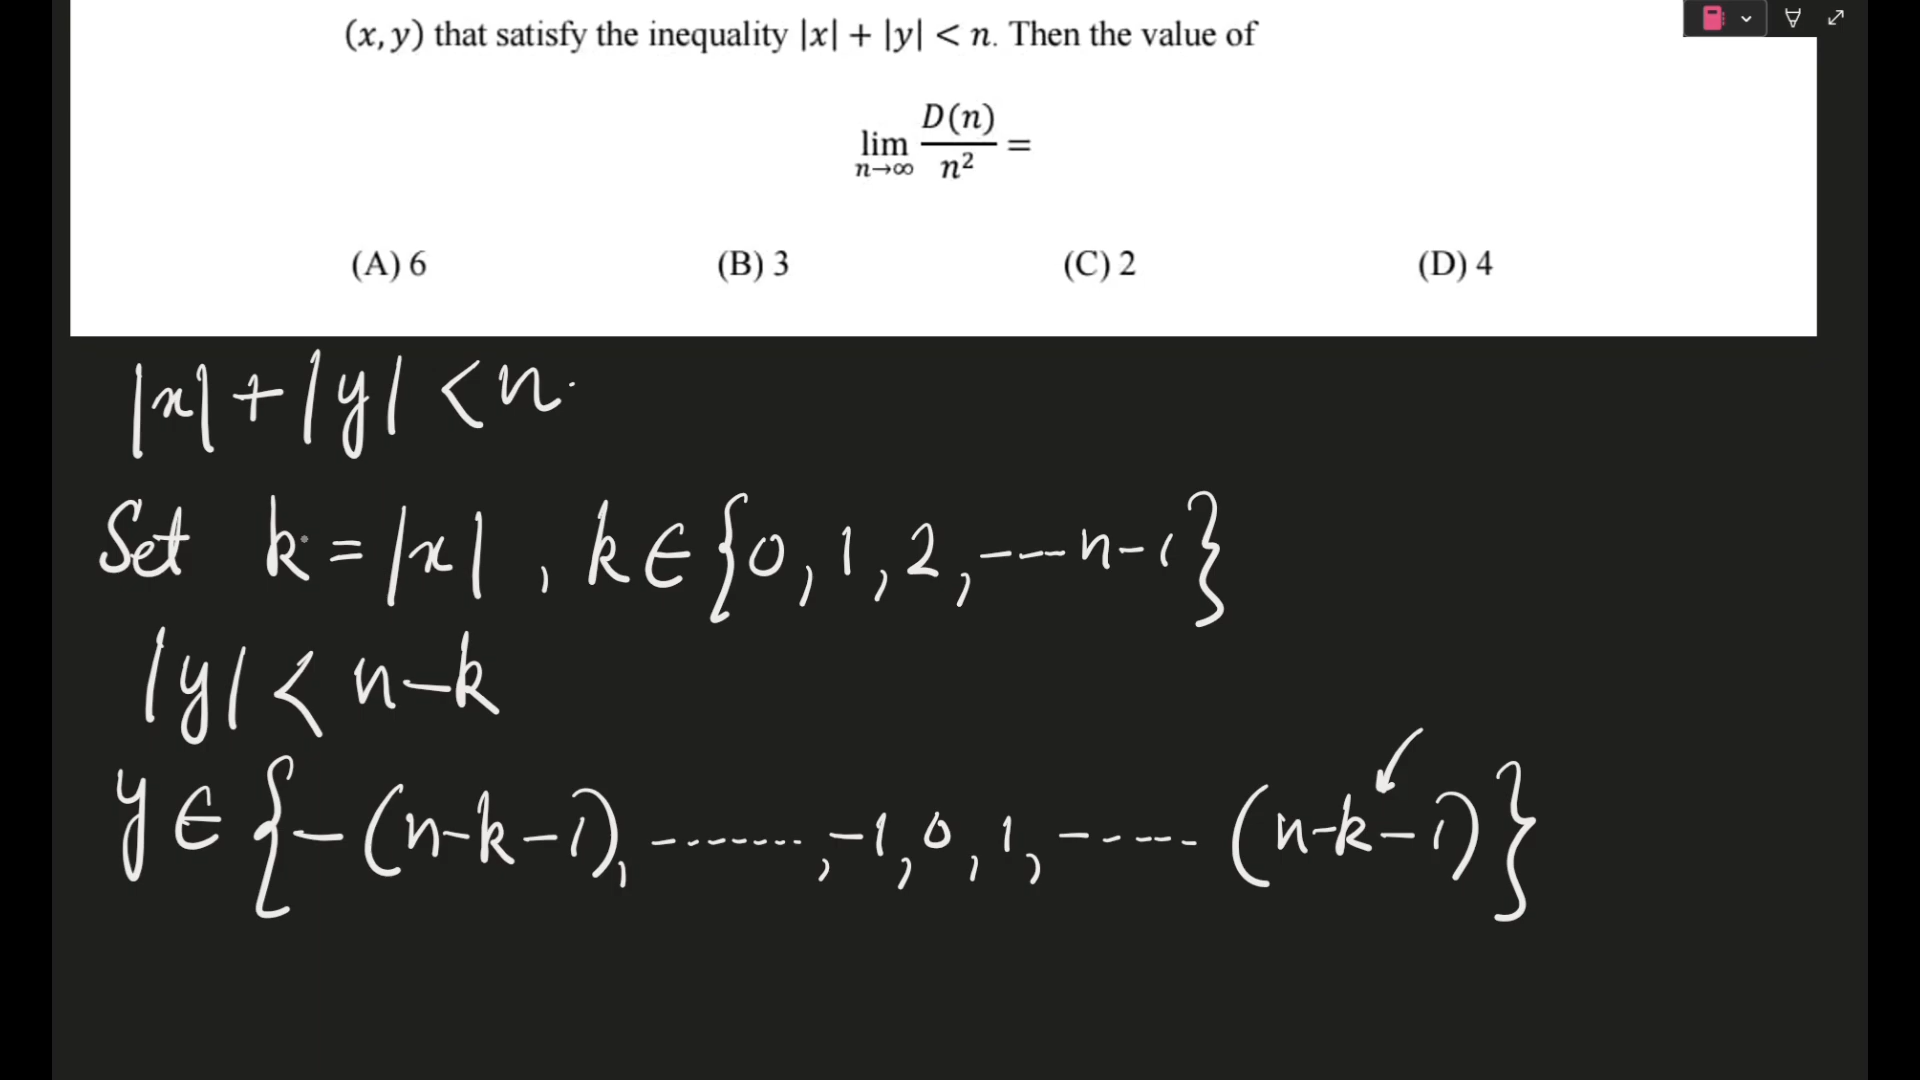 (x, y) that satisfy the inequality |x| + |y| < n. Then the value of
lim n→∞ D(n)/n² =
(A) 6 (B) 3 (C) 2 (D) 4
|x| + |y| < n.
Set k = |x| , k ∈ {0, 1, 2, --- n-1}
|y| < n-k
y ∈ {-(n-k-1), ------- , -1, 0, 1, ----- (n-k-1)}